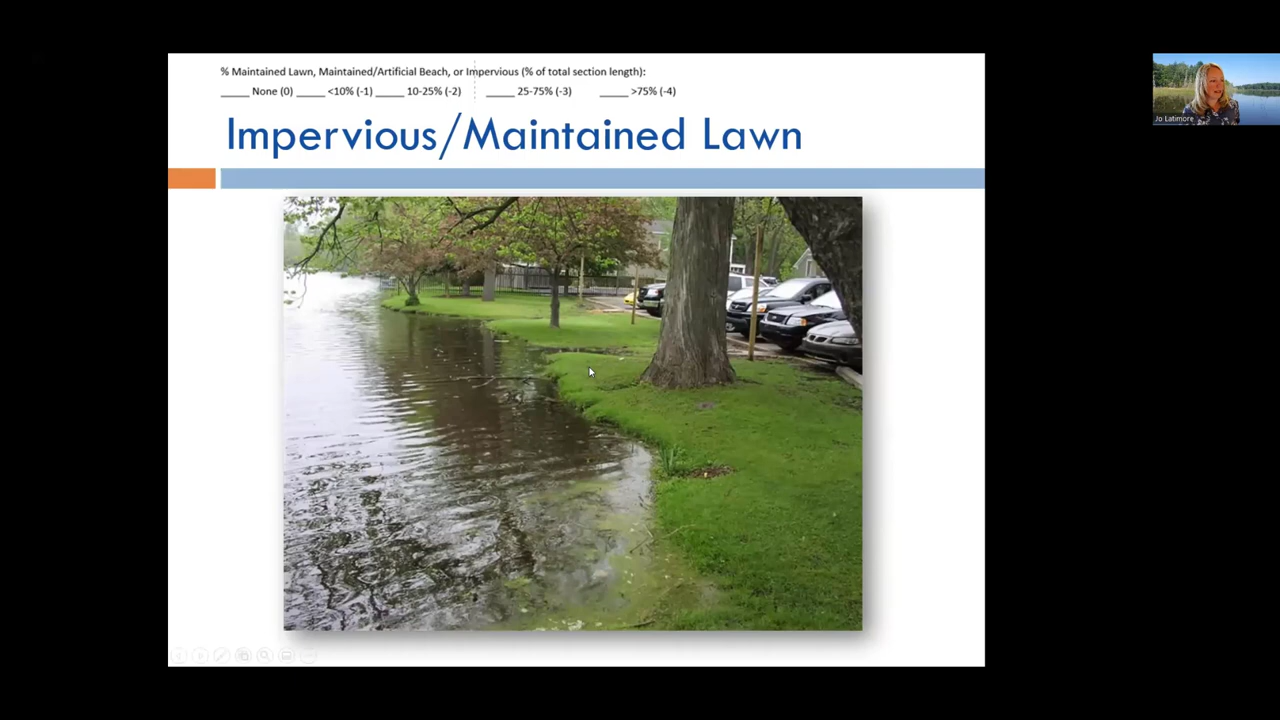 % Maintained Lawn, Maintained/Artificial Beach, or Impervious (% of total section length):
_____ None (0) _____ <10% (-1) _____ 10-25% (-2) _____ 25-75% (-3) _____ >75% (-4)
Impervious/Maintained Lawn
Jo Latimore